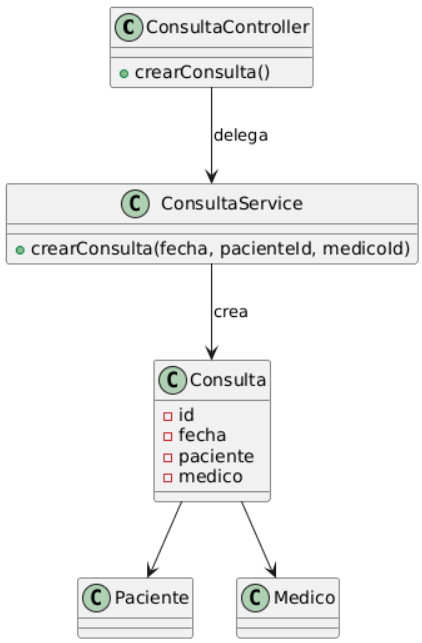 C ConsultaController
crearConsulta()
delega
C ConsultaService
crearConsulta(fecha, pacienteId, medicoId)
crea
C Consulta
id
fecha
paciente
medico
C Paciente
C Medico